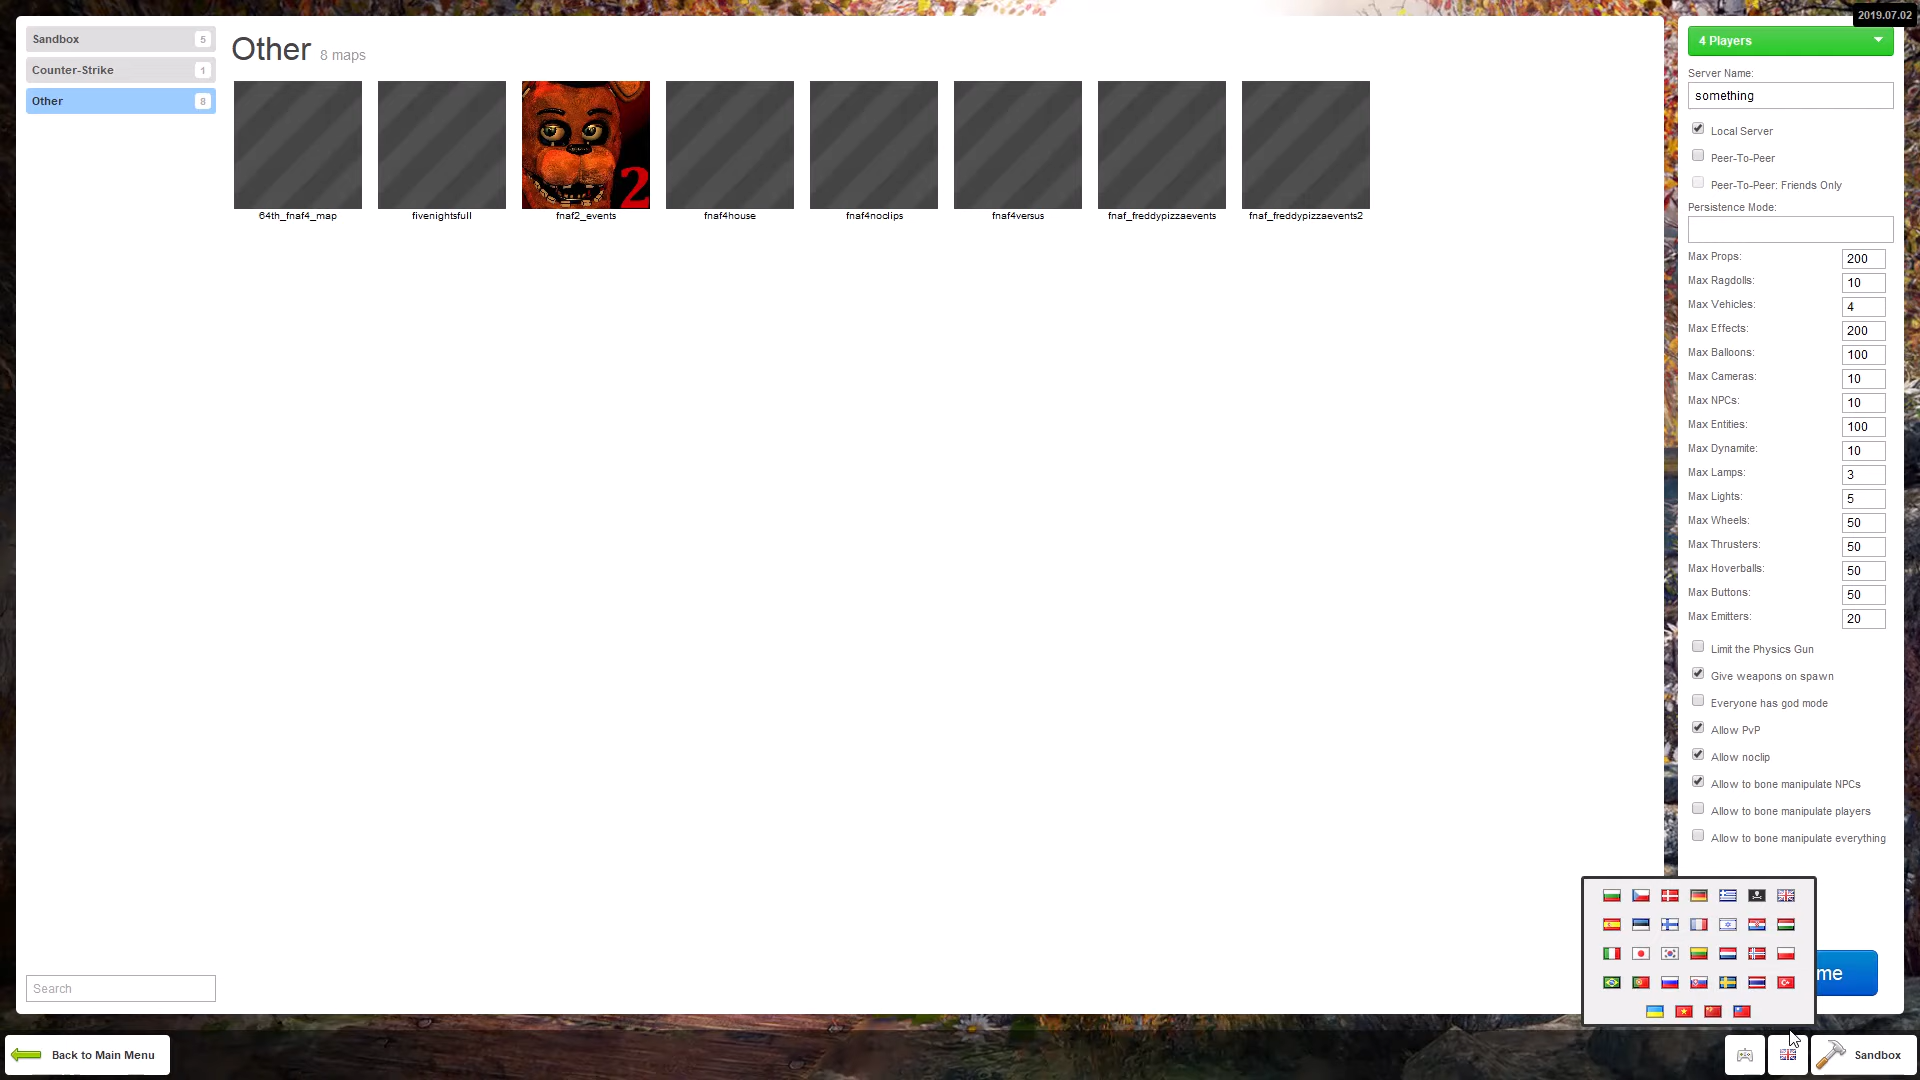 2019.07.02
Sandbox 5
Counter-Strike 1
Other 8
Other 8 maps
2
64th_fnaf4_map
fivenightsfull
fnaf2_events
fnaf4house
fnaf4noclips
fnaf4versus
fnaf_freddypizzaevents
fnaf_freddypizzaevents2
Search
4 Players
Server Name:
something
Local Server
Peer-To-Peer
Peer-To-Peer: Friends Only
Persistence Mode:
Max Props: 200
Max Ragdolls: 10
Max Vehicles: 4
Max Effects: 200
Max Balloons: 100
Max Cameras: 10
Max NPCs: 10
Max Entities: 100
Max Dynamite: 10
Max Lamps: 3
Max Lights: 5
Max Wheels: 50
Max Thrusters: 50
Max Hoverballs: 50
Max Buttons: 50
Max Emitters: 20
Limit the Physics Gun
Give weapons on spawn
Everyone has god mode
Allow PvP
Allow noclip
Allow to bone manipulate NPCs
Allow to bone manipulate players
Allow to bone manipulate everything
me
Back to Main Menu
Sandbox